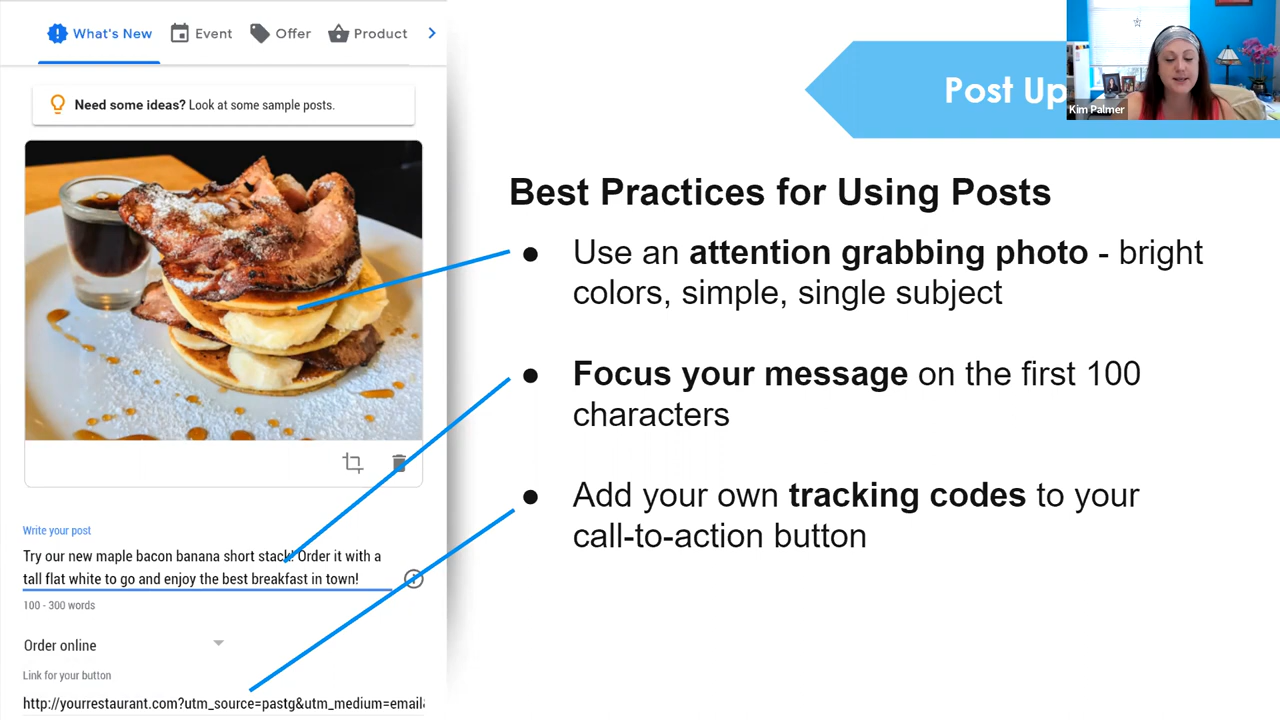 What's New Event Offer Product
Need some ideas? Look at some sample posts.
Write your post
Try our new maple bacon banana short stack! Order it with a
tall flat white to go and enjoy the best breakfast in town!
100 - 300 words
Order online
Link for your button
http://yourrestaurant.com?utm_source=pastg&utm_medium=email
Post Up
Kim Palmer
Best Practices for Using Posts
● Use an attention grabbing photo - bright
colors, simple, single subject
● Focus your message on the first 100
characters
● Add your own tracking codes to your
call-to-action button